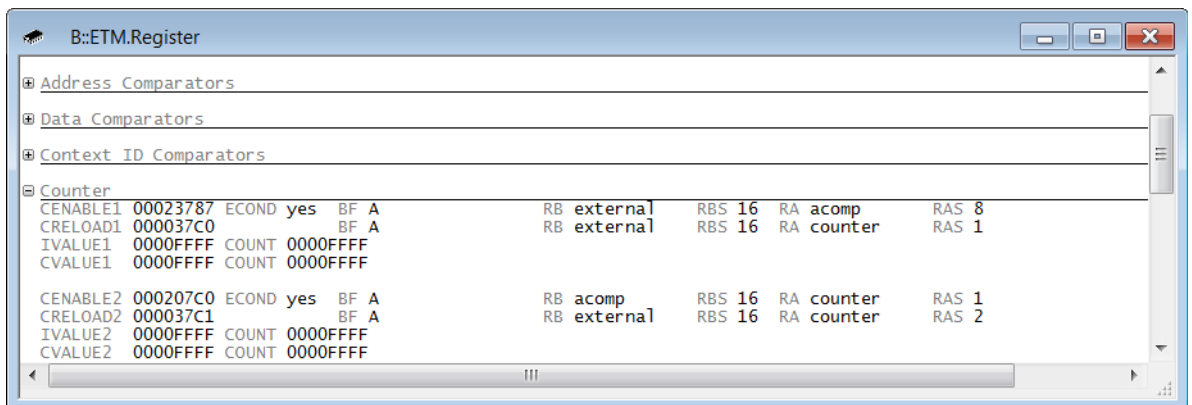 B::ETM.Register
Address Comparators
Data Comparators
Context ID Comparators
Counter
CENABLE1 00023787 ECOND yes BF A RB external RBS 16 RA acomp RAS 8
CRELOAD1 000037C0 BF A RB external RBS 16 RA counter RAS 1
IVALUE1 0000FFFF COUNT 0000FFFF
CVALUE1 0000FFFF COUNT 0000FFFF
CENABLE2 000207C0 ECOND yes BF A RB acomp RBS 16 RA counter RAS 1
CRELOAD2 000037C1 BF A RB external RBS 16 RA counter RAS 2
IVALUE2 0000FFFF COUNT 0000FFFF
CVALUE2 0000FFFF COUNT 0000FFFF